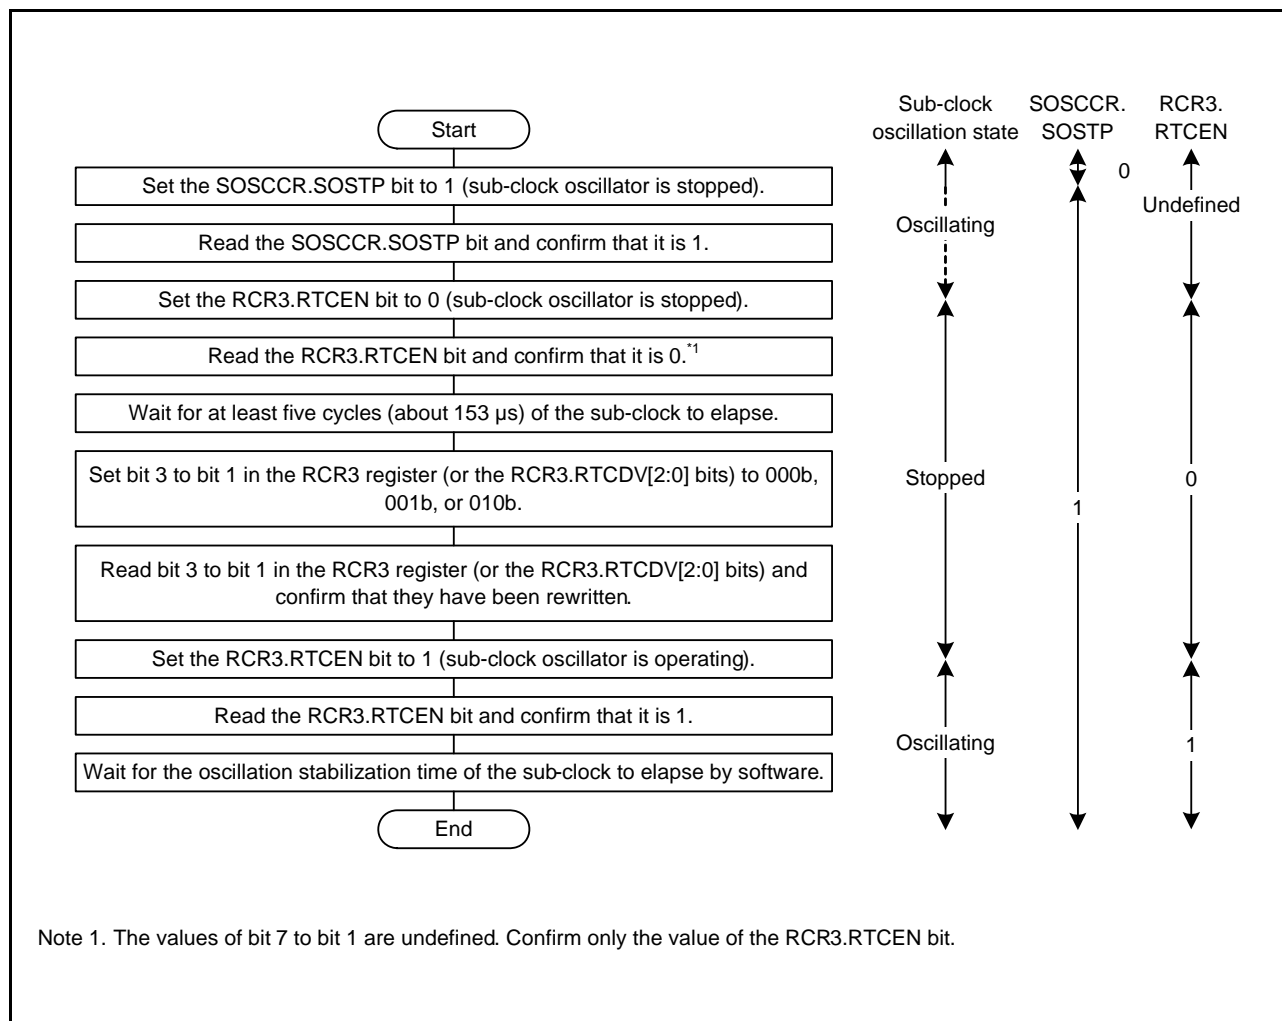 Start
Set the SOSCCR.SOSTP bit to 1 (sub-clock oscillator is stopped).
Read the SOSCCR.SOSTP bit and confirm that it is 1.
Set the RCR3.RTCEN bit to 0 (sub-clock oscillator is stopped).
Read the RCR3.RTCEN bit and confirm that it is 0.*1
Wait for at least five cycles (about 153 µs) of the sub-clock to elapse.
Set bit 3 to bit 1 in the RCR3 register (or the RCR3.RTCDV[2:0] bits) to 000b,
001b, or 010b.
Read bit 3 to bit 1 in the RCR3 register (or the RCR3.RTCDV[2:0] bits) and
confirm that they have been rewritten.
Set the RCR3.RTCEN bit to 1 (sub-clock oscillator is operating).
Read the RCR3.RTCEN bit and confirm that it is 1.
Wait for the oscillation stabilization time of the sub-clock to elapse by software.
End
Sub-clock
oscillation state
Oscillating
Stopped
Oscillating
SOSCCR.
SOSTP
0
1
RCR3.
RTCEN
Undefined
0
1
Note 1. The values of bit 7 to bit 1 are undefined. Confirm only the value of the RCR3.RTCEN bit.